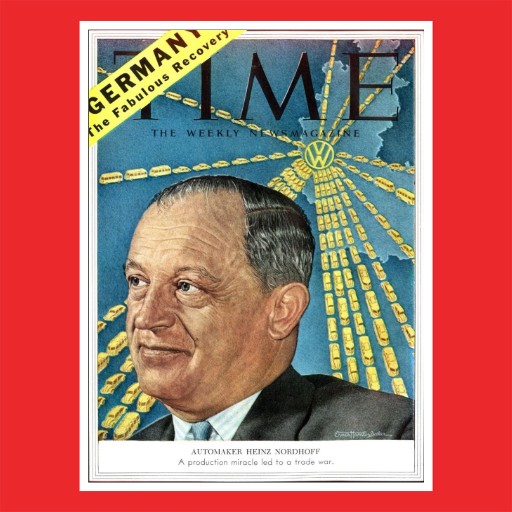 GERMANY
The Fabulous Recovery
TIME
THE WEEKLY NEWSMAGAZINE
VW
AUTOMAKER HEINZ NORDHOFF
A production miracle led to a trade war.